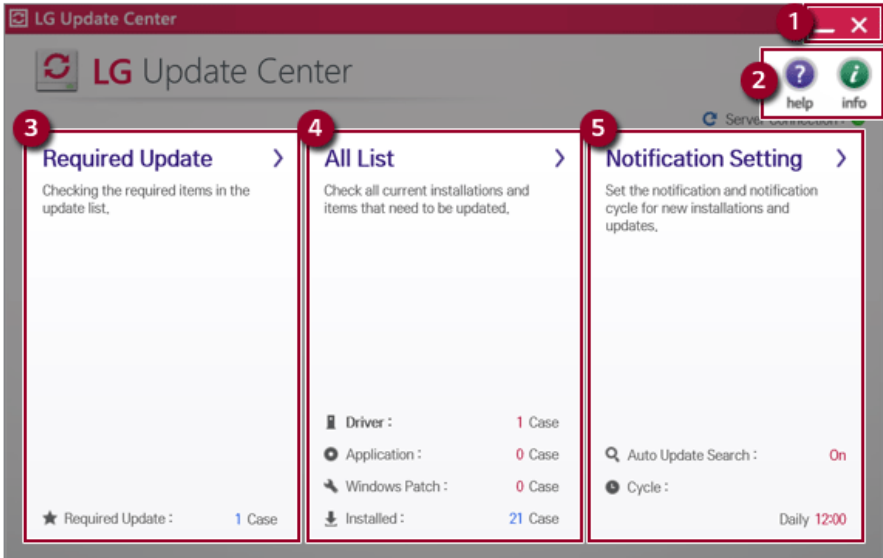 LG Update Center
1
LG Update Center
2
help
info
Server Connection :
3
Required Update >
Checking the required items in the
update list,
Required Update : 1 Case
4
All List >
Check all current installations and
items that need to be updated,
Driver : 1 Case
Application : 0 Case
Windows Patch : 0 Case
Installed : 21 Case
5
Notification Setting >
Set the notification and notification
cycle for new installations and
updates,
Auto Update Search : On
Cycle :
Daily 12:00